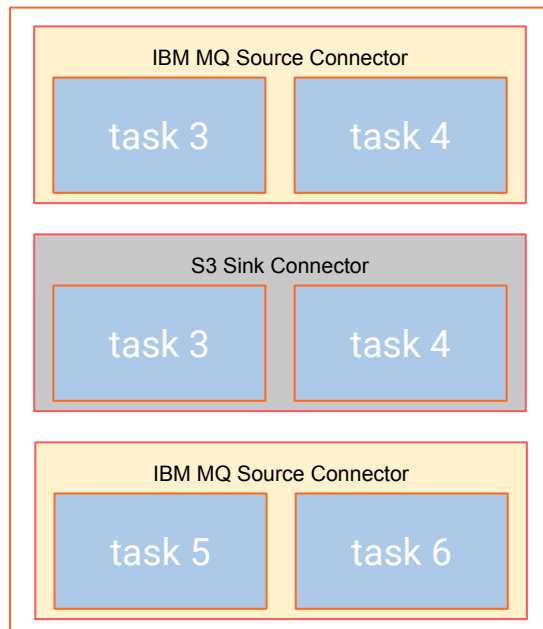 IBM MQ Source Connector
task 3 task 4
S3 Sink Connector
task 3 task 4
IBM MQ Source Connector
task 5 task 6